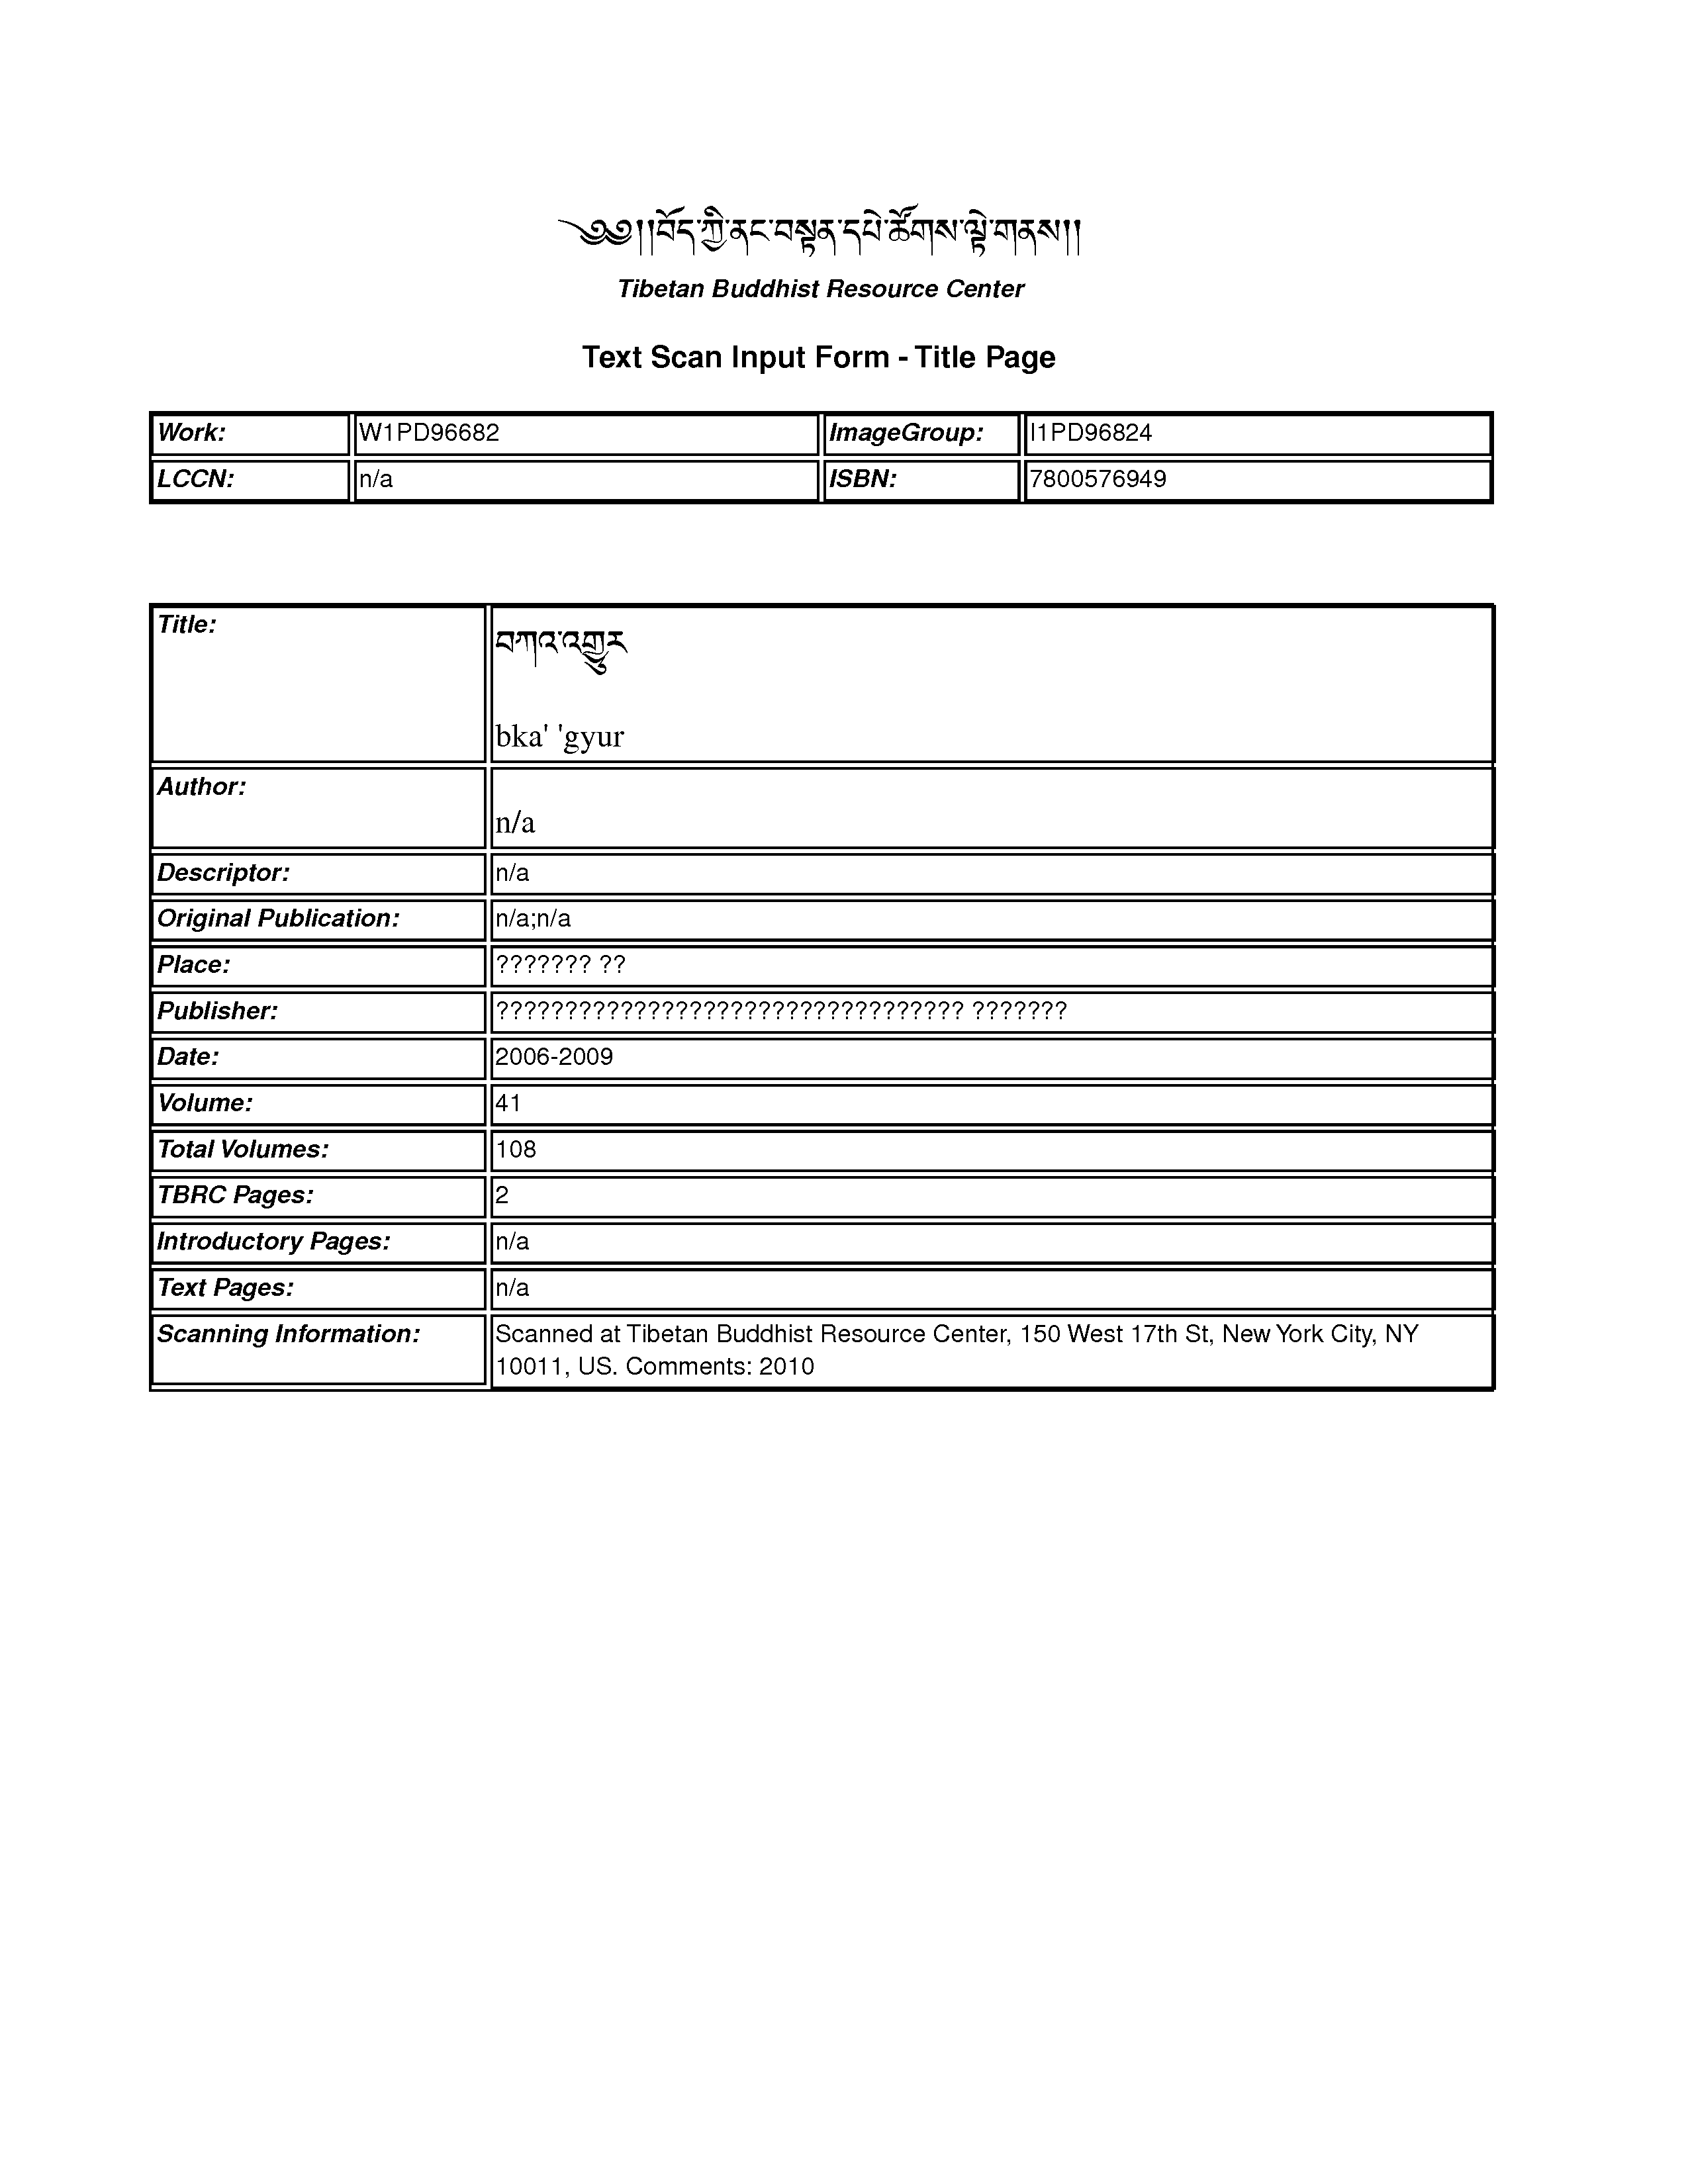 ༄༅།།བོད་ཀྱི་ནང་བསྟན་དཔེ་ཚོགས་ལྟེ་གནས།།
Tibetan Buddhist Resource Center
Text Scan Input Form - Title Page
Work: W1PD96682 ImageGroup: I1PD96824
LCCN: n/a ISBN: 7800576949
Title: བཀའ་འགྱུར
bka' 'gyur
Author: n/a
Descriptor: n/a
Original Publication: n/a;n/a
Place: ??????? ??
Publisher: ?????????????????????????????????? ???????
Date: 2006-2009
Volume: 41
Total Volumes: 108
TBRC Pages: 2
Introductory Pages: n/a
Text Pages: n/a
Scanning Information: Scanned at Tibetan Buddhist Resource Center, 150 West 17th St, New York City, NY
10011, US. Comments: 2010